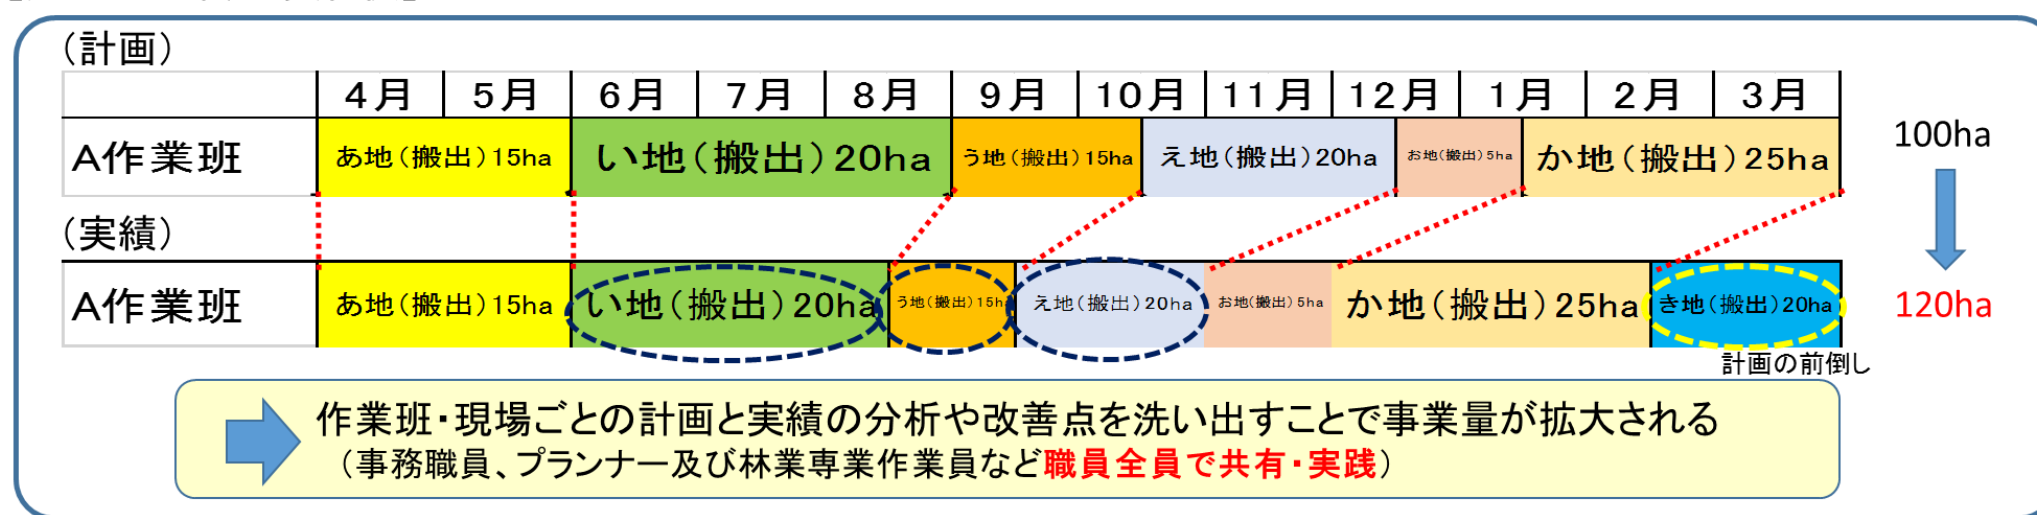 (計画)
4月 5月 6月 7月 8月 9月 10月 11月 12月 1月 2月 3月
A作業班 あ地(搬出)15ha い地(搬出)20ha う地(搬出)15ha え地(搬出)20ha お地(搬出)5ha か地(搬出)25ha
100ha
(実績)
A作業班 あ地(搬出)15ha い地(搬出)20ha う地(搬出)15ha え地(搬出)20ha お地(搬出)5ha か地(搬出)25ha き地(搬出)20ha
120ha
計画の前倒し
作業班・現場ごとの計画と実績の分析や改善点を洗い出すことで事業量が拡大される
(事務職員、プランナー及び林業専業作業員など職員全員で共有・実践)